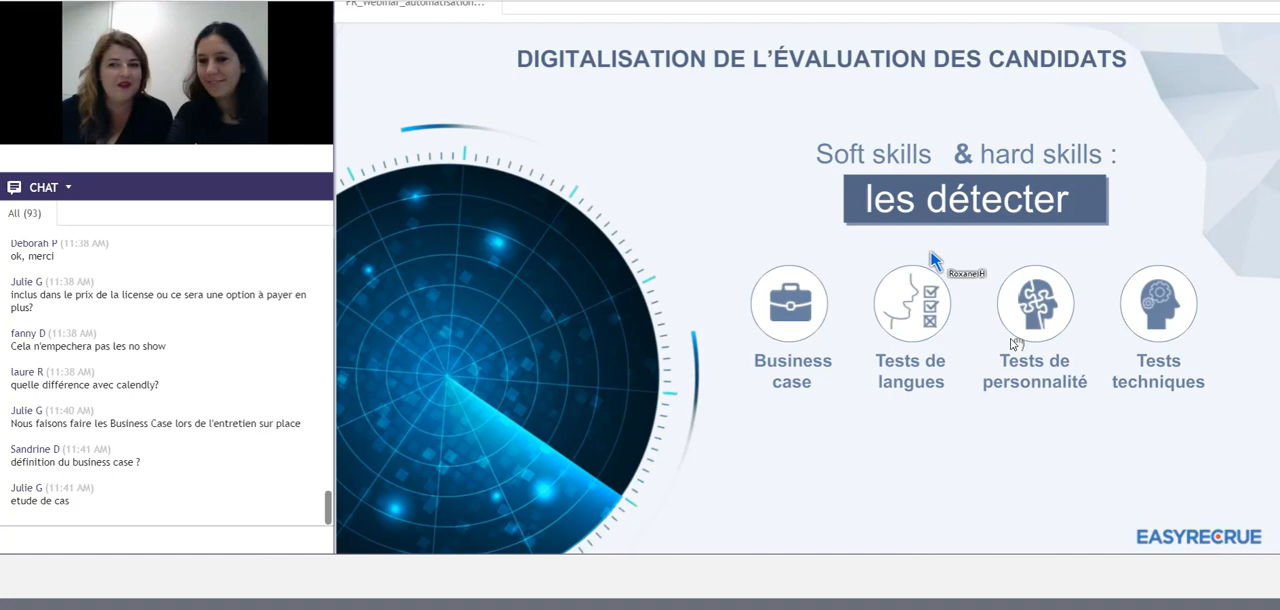 PR_Webinar_automatisation...
CHAT
All (93)
Deborah P (11:38 AM)
ok, merci
Julie G (11:38 AM)
inclus dans le prix de la license ou ce sera une option à payer en
plus?
fanny D (11:38 AM)
Cela n'empechera pas les no show
laure R (11:38 AM)
quelle différence avec calendly?
Julie G (11:40 AM)
Nous faisons faire les Business Case lors de l'entretien sur place
Sandrine D (11:41 AM)
définition du business case ?
Julie G (11:41 AM)
etude de cas
DIGITALISATION DE L'ÉVALUATION DES CANDIDATS
Soft skills & hard skills :
les détecter
RoxaneH
Business
case
Tests de
langues
Tests de
personnalité
Tests
techniques
EASYRECRUE